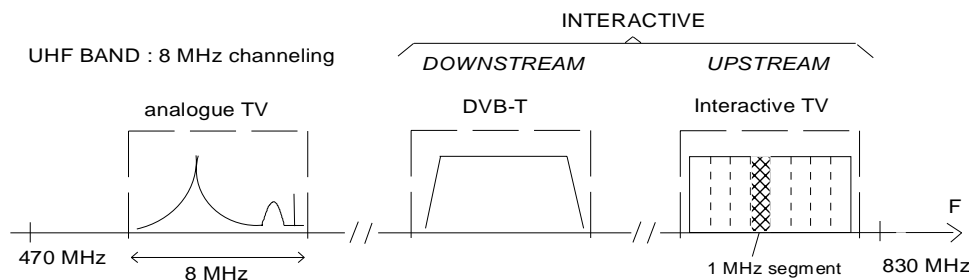 INTERACTIVE
UHF BAND : 8 MHz channeling
DOWNSTREAM
UPSTREAM
analogue TV
DVB-T
Interactive TV
F
470 MHz
8 MHz
1 MHz segment
830 MHz